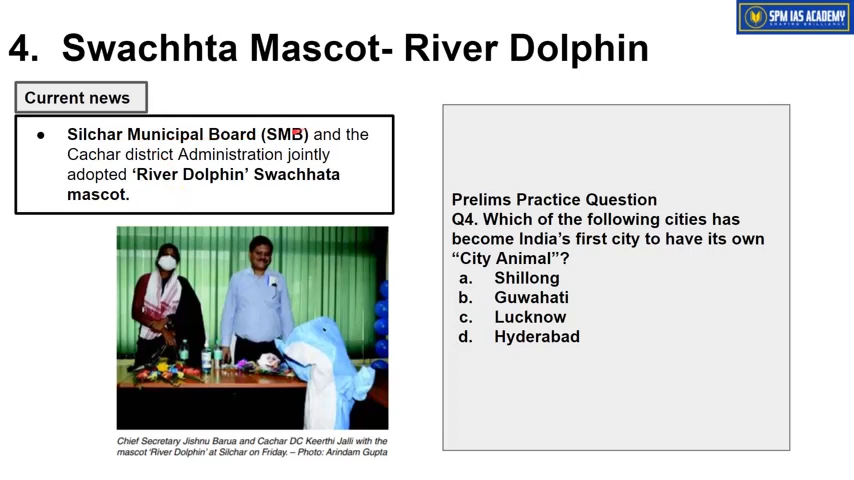 SPM IAS ACADEMY
SHAPING BRILLIANCE
4. Swachhta Mascot- River Dolphin
Current news
● Silchar Municipal Board (SMB) and the
Cachar district Administration jointly
adopted ‘River Dolphin’ Swachhata
mascot.
Chief Secretary Jishnu Barua and Cachar DC Keerthi Jalli with the
mascot ‘River Dolphin’ at Silchar on Friday. – Photo: Arindam Gupta
Prelims Practice Question
Q4. Which of the following cities has
become India’s first city to have its own
“City Animal”?
a. Shillong
b. Guwahati
c. Lucknow
d. Hyderabad